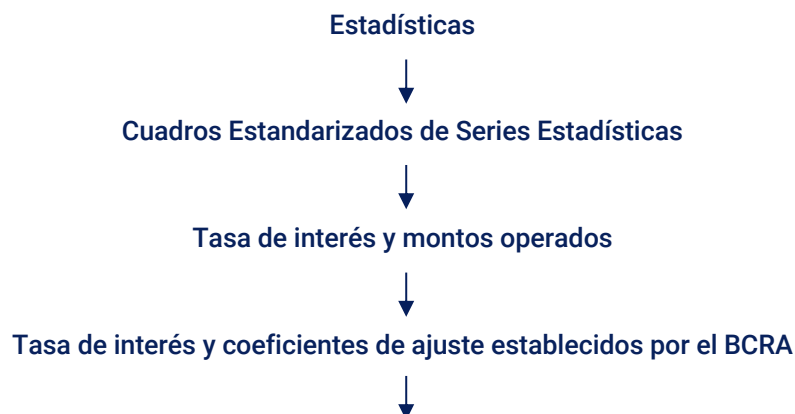 Estadísticas
Cuadros Estandarizados de Series Estadísticas
Tasa de interés y montos operados
Tasa de interés y coeficientes de ajuste establecidos por el BCRA